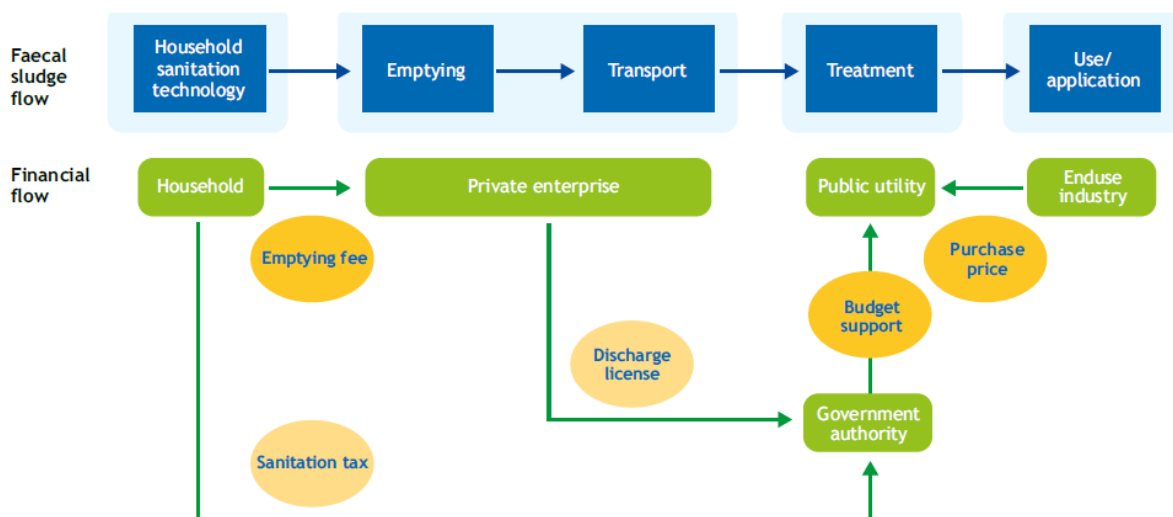 Faecal
sludge
flow
Household
sanitation
technology
Emptying
Transport
Treatment
Use/
application
Financial
flow
Household
Private enterprise
Public utility
Enduse
industry
Emptying fee
Purchase
price
Budget
support
Discharge
license
Government
authority
Sanitation tax